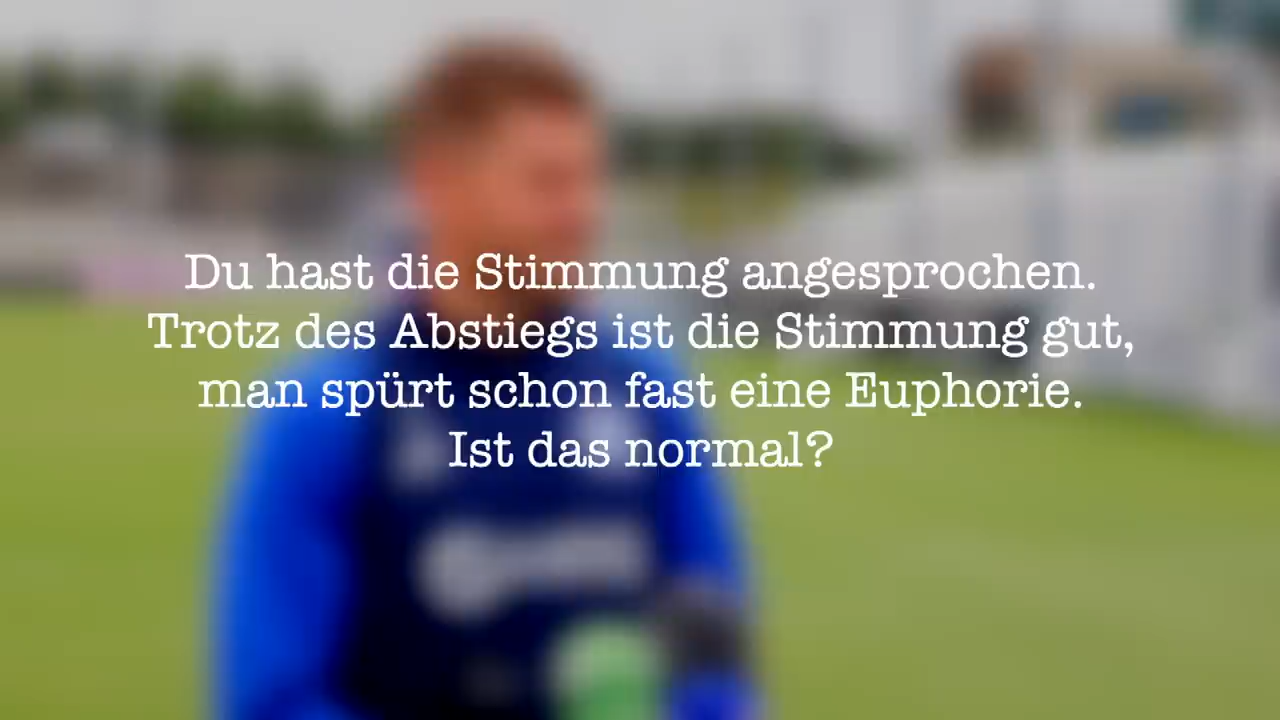 Du hast die Stimmung angesprochen.
Trotz des Abstiegs ist die Stimmung gut,
man spürt schon fast eine Euphorie.
Ist das normal?